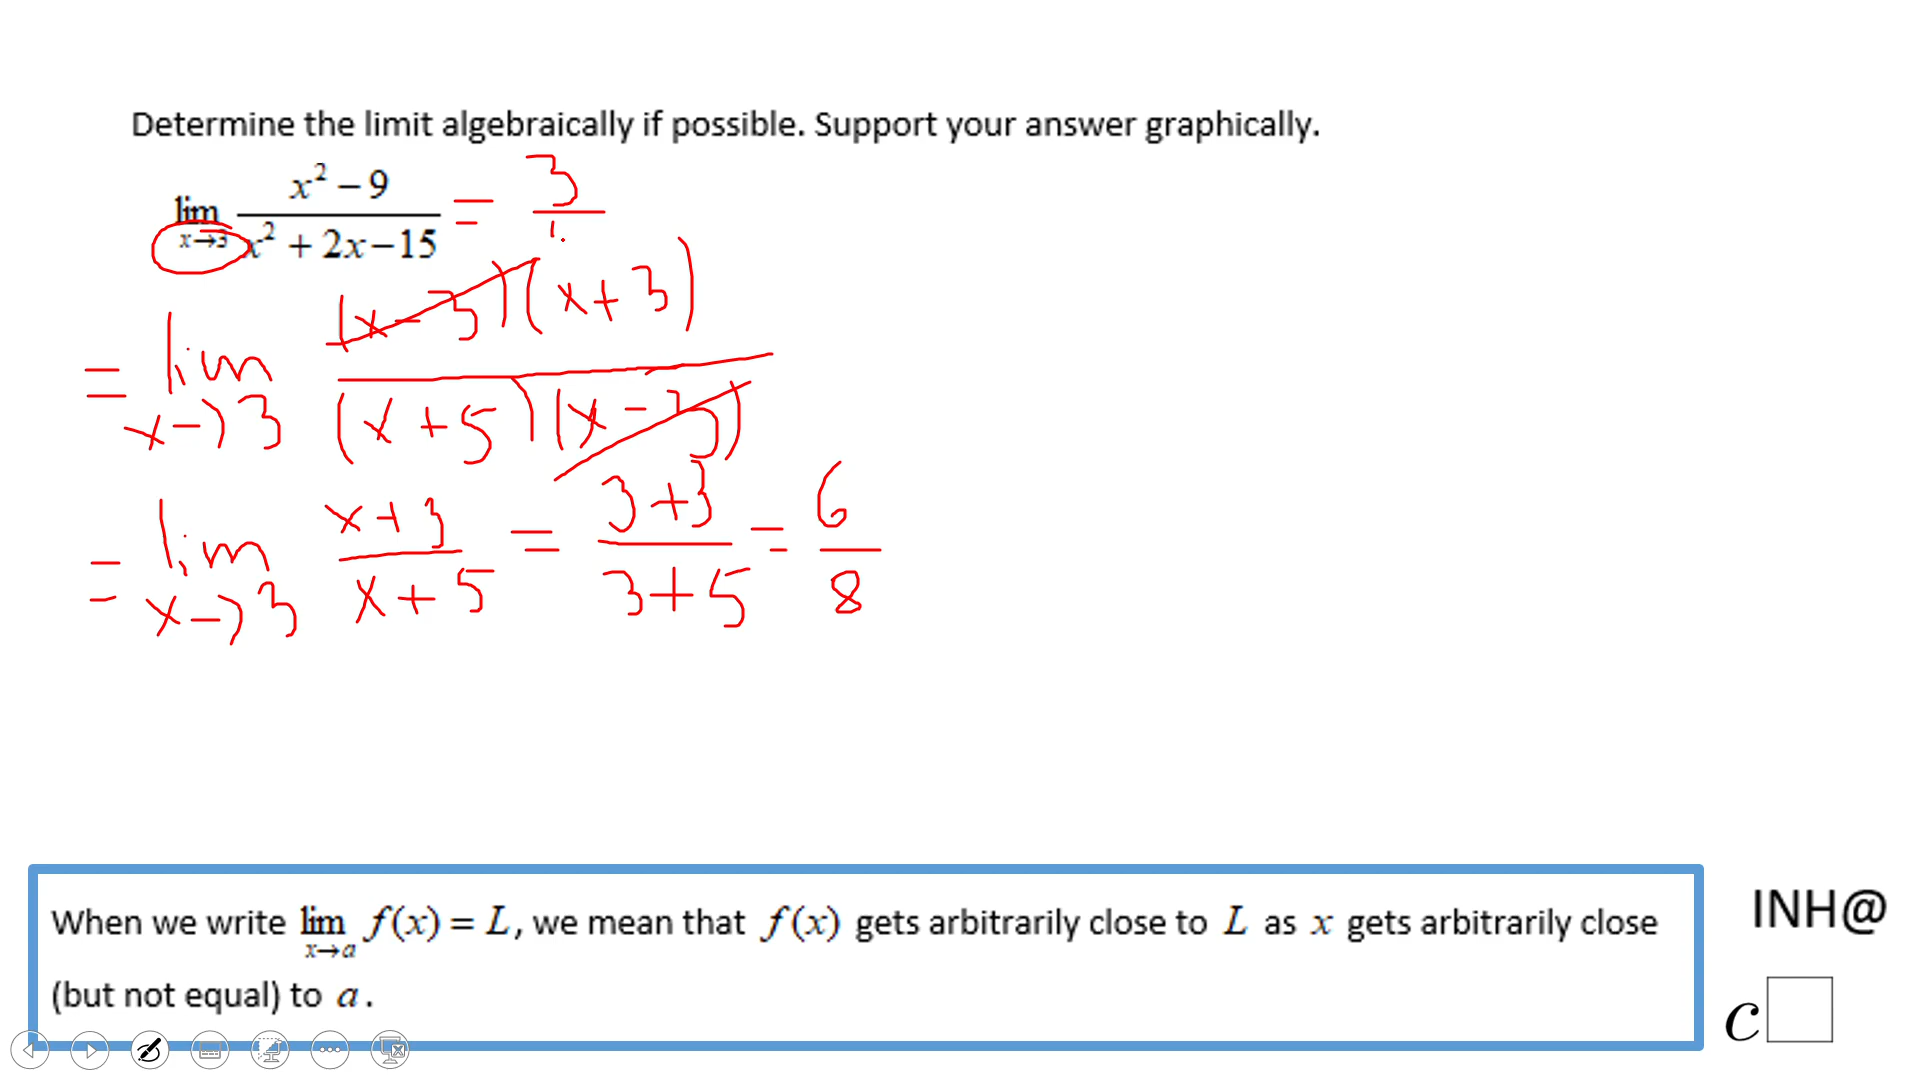 Determine the limit algebraically if possible. Support your answer graphically.
lim x→3 (x² − 9)/(x² + 2x − 15) = 3/
= lim x→3 ((x − 3)(x + 3))/((x + 5)(x − 3))
= lim x→3 (x + 3)/(x + 5) = (3 + 3)/(3 + 5) = 6/8
When we write lim x→a f(x) = L, we mean that f(x) gets arbitrarily close to L as x gets arbitrarily close
(but not equal) to a.
INH@
c